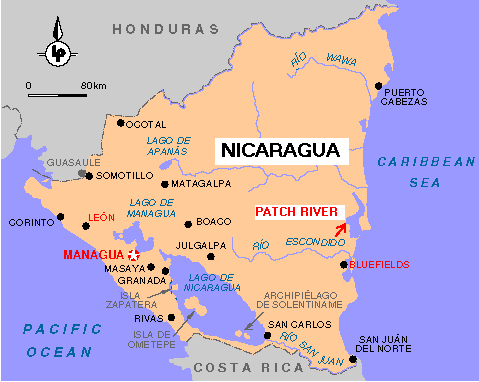 HONDURAS
LP
0 80km
RÍO WAWA
PUERTO
CABEZAS
OCOTAL
LAGO DE
APANÁS
NICARAGUA
CARIBBEAN
SEA
GUASAULE
SOMOTILLO
MATAGALPA
LAGO DE
MANAGUA
PATCH RIVER
CORINTO
LEÓN
BOACO
RÍO ESCONDIDO
MANAGUA
JULGALPA
BLUEFIELDS
MASAYA
GRANADA
LAGO DE
NICARAGUA
ISLA
ZAPATERA
ARCHIPIÉLAGO
DE SOLENTINAME
RIVAS
ISLA DE
OMETEPE
SAN CARLOS
PACIFIC
OCEAN
RÍO SAN JUAN
SAN JUÁN
DEL NORTE
COSTA RICA